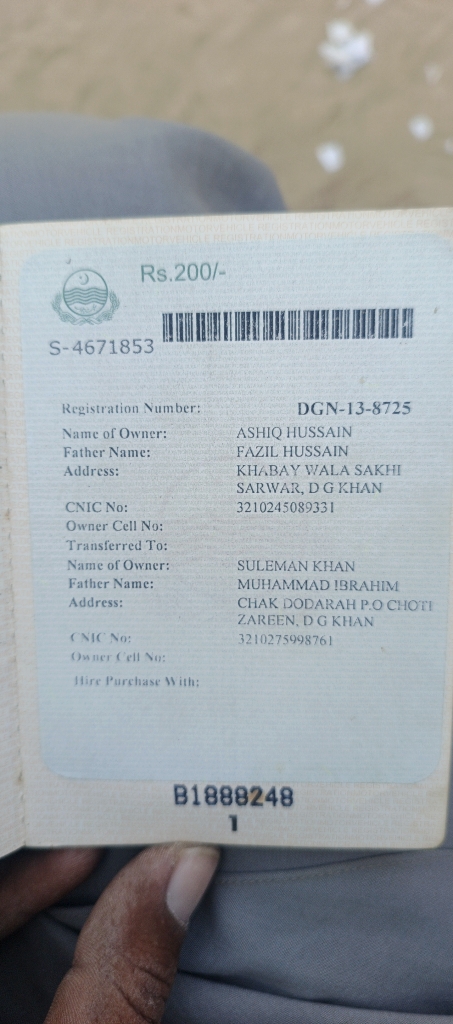 Rs.200/-
S-4671853
Registration Number: DGN-13-8725
Name of Owner: ASHIQ HUSSAIN
Father Name: FAZIL HUSSAIN
Address: KHABAY WALA SAKHI
SARWAR, D G KHAN
CNIC No: 3210245089331
Owner Cell No:
Transferred To:
Name of Owner: SULEMAN KHAN
Father Name: MUHAMMAD IBRAHIM
Address: CHAK DODARAH P.O CHOTI
ZAREEN, D G KHAN
CNIC No: 3210275998761
Owner Cell No:
Hire Purchase With:
B1888248
1